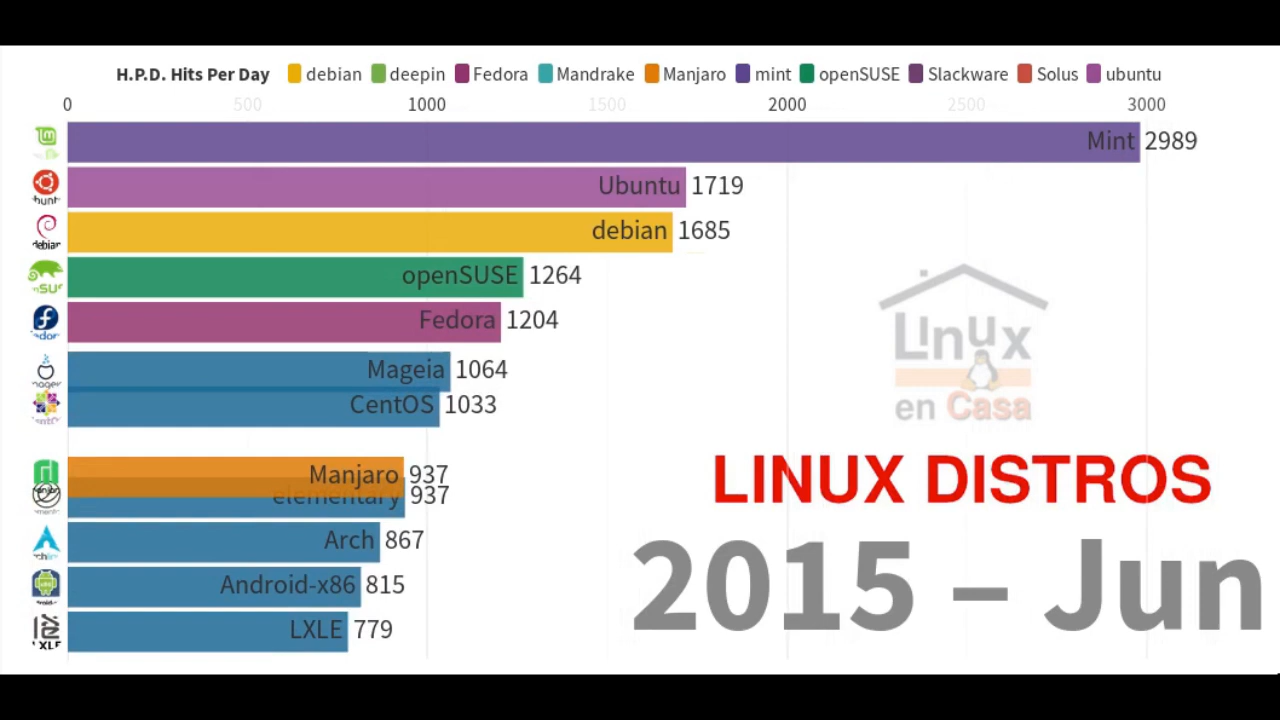 H.P.D. Hits Per Day debian deepin Fedora Mandrake Manjaro mint openSUSE Slackware Solus ubuntu
0 500 1000 1500 2000 2500 3000
Mint 2989
Ubuntu 1719
debian 1685
openSUSE 1264
Fedora 1204
Mageia 1064
CentOS 1033
Manjaro 937
elementary 937
Arch 867
Android-x86 815
LXLE 779
Linux
en Casa
LINUX DISTROS
2015 – Jun